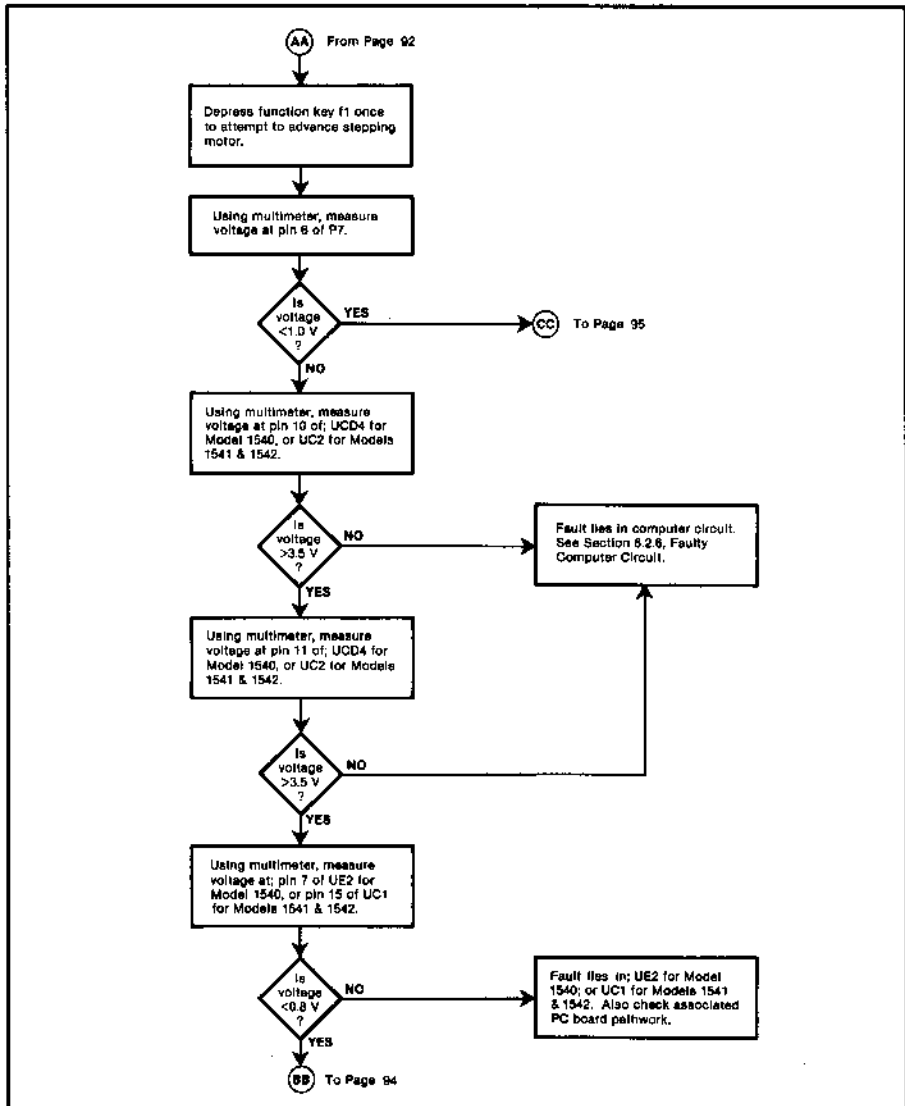 AA From Page 92
Depress function key f1 once
to attempt to advance stepping
motor.
Using multimeter, measure
voltage at pin 6 of P7.
Is
voltage
<1.0 V
?
YES
CC To Page 95
NO
Using multimeter, measure
voltage at pin 10 of; UCD4 for
Model 1540, or UC2 for Models
1541 & 1542.
Is
voltage
>3.5 V
?
NO
Fault lies in computer circuit.
See Section 6.2.6, Faulty
Computer Circuit.
YES
Using multimeter, measure
voltage at pin 11 of; UCD4 for
Model 1540, or UC2 for Models
1541 & 1542.
Is
voltage
>3.5 V
?
NO
YES
Using multimeter, measure
voltage at; pin 7 of UE2 for
Model 1540, or pin 15 of UC1
for Models 1541 & 1542.
Is
voltage
<0.8 V
?
NO
Fault lies in; UE2 for Model
1540; or UC1 for Models 1541
& 1542. Also check associated
PC board pathwork.
YES
BB To Page 94